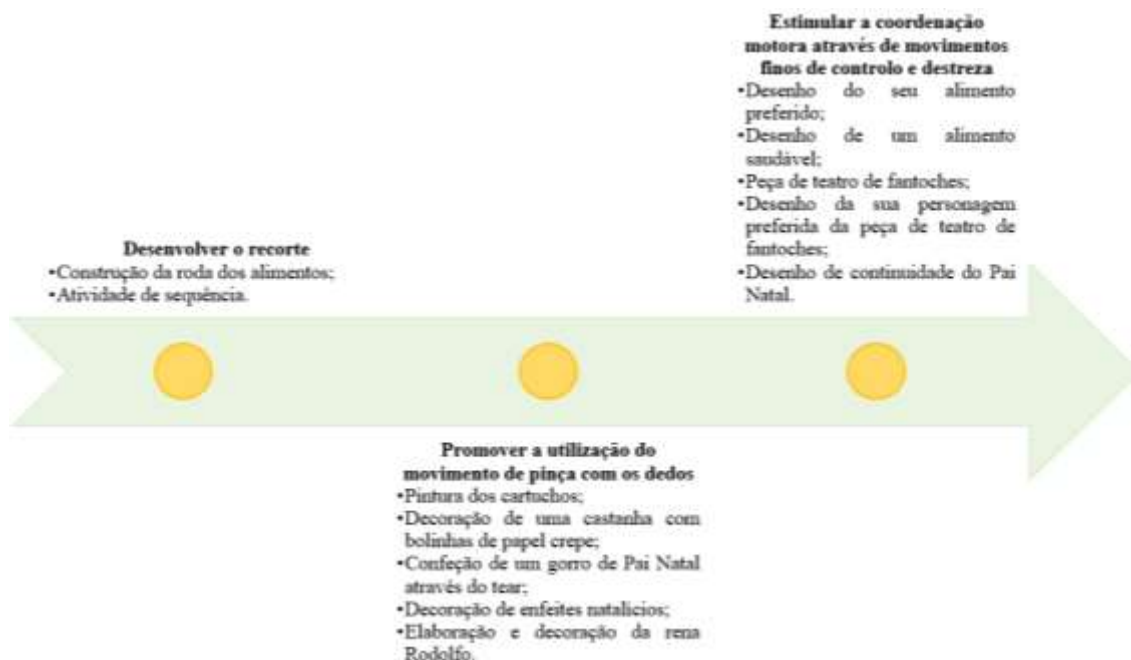 Desenvolver o recorte
•Construção da roda dos alimentos;
•Atividade de sequência.
Promover a utilização do
movimento de pinça com os dedos
•Pintura dos cartuchos;
•Decoração de uma castanha com
bolinhas de papel crepe;
•Confeção de um gorro de Pai Natal
através do tear;
•Decoração de enfeites natalícios;
•Elaboração e decoração da rena
Rodolfo.
Estimular a coordenação
motora através de movimentos
finos de controlo e destreza
•Desenho do seu alimento
preferido;
•Desenho de um alimento
saudável;
•Peça de teatro de fantoches;
•Desenho da sua personagem
preferida da peça de teatro de
fantoches;
•Desenho de continuidade do Pai
Natal.